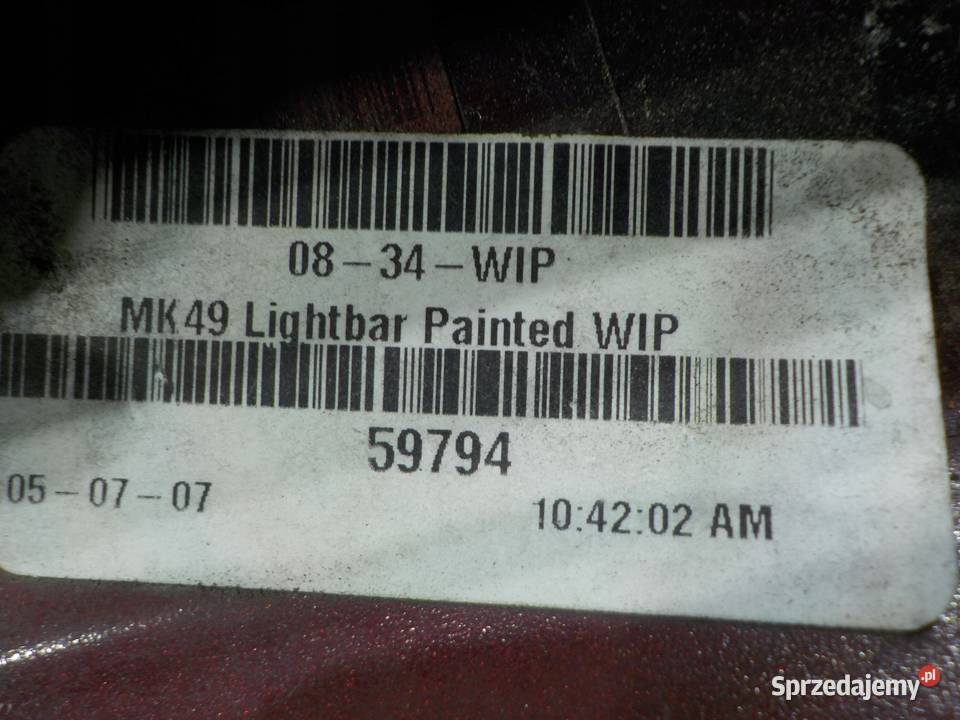 08-34-WIP
MK49 Lightbar Painted WIP
59794
05-07-07
10:42:02 AM
Sprzedajemy.pl